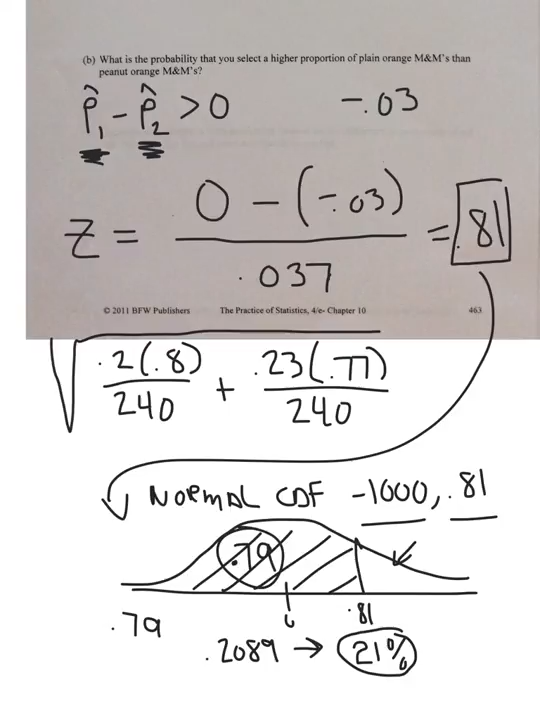 (b) What is the probability that you select a higher proportion of plain orange M&M's than
peanut orange M&M's?
p̂₁ - p̂₂ > 0 -.03
Z = (0 - (-.03)) / .037 = .81
© 2011 BFW Publishers The Practice of Statistics, 4/e- Chapter 10 463
√(.2(.8)/240 + .23(.77)/240)
NORMAL CDF -1000, .81
.79
0 .81
.79
.2089 → 21%